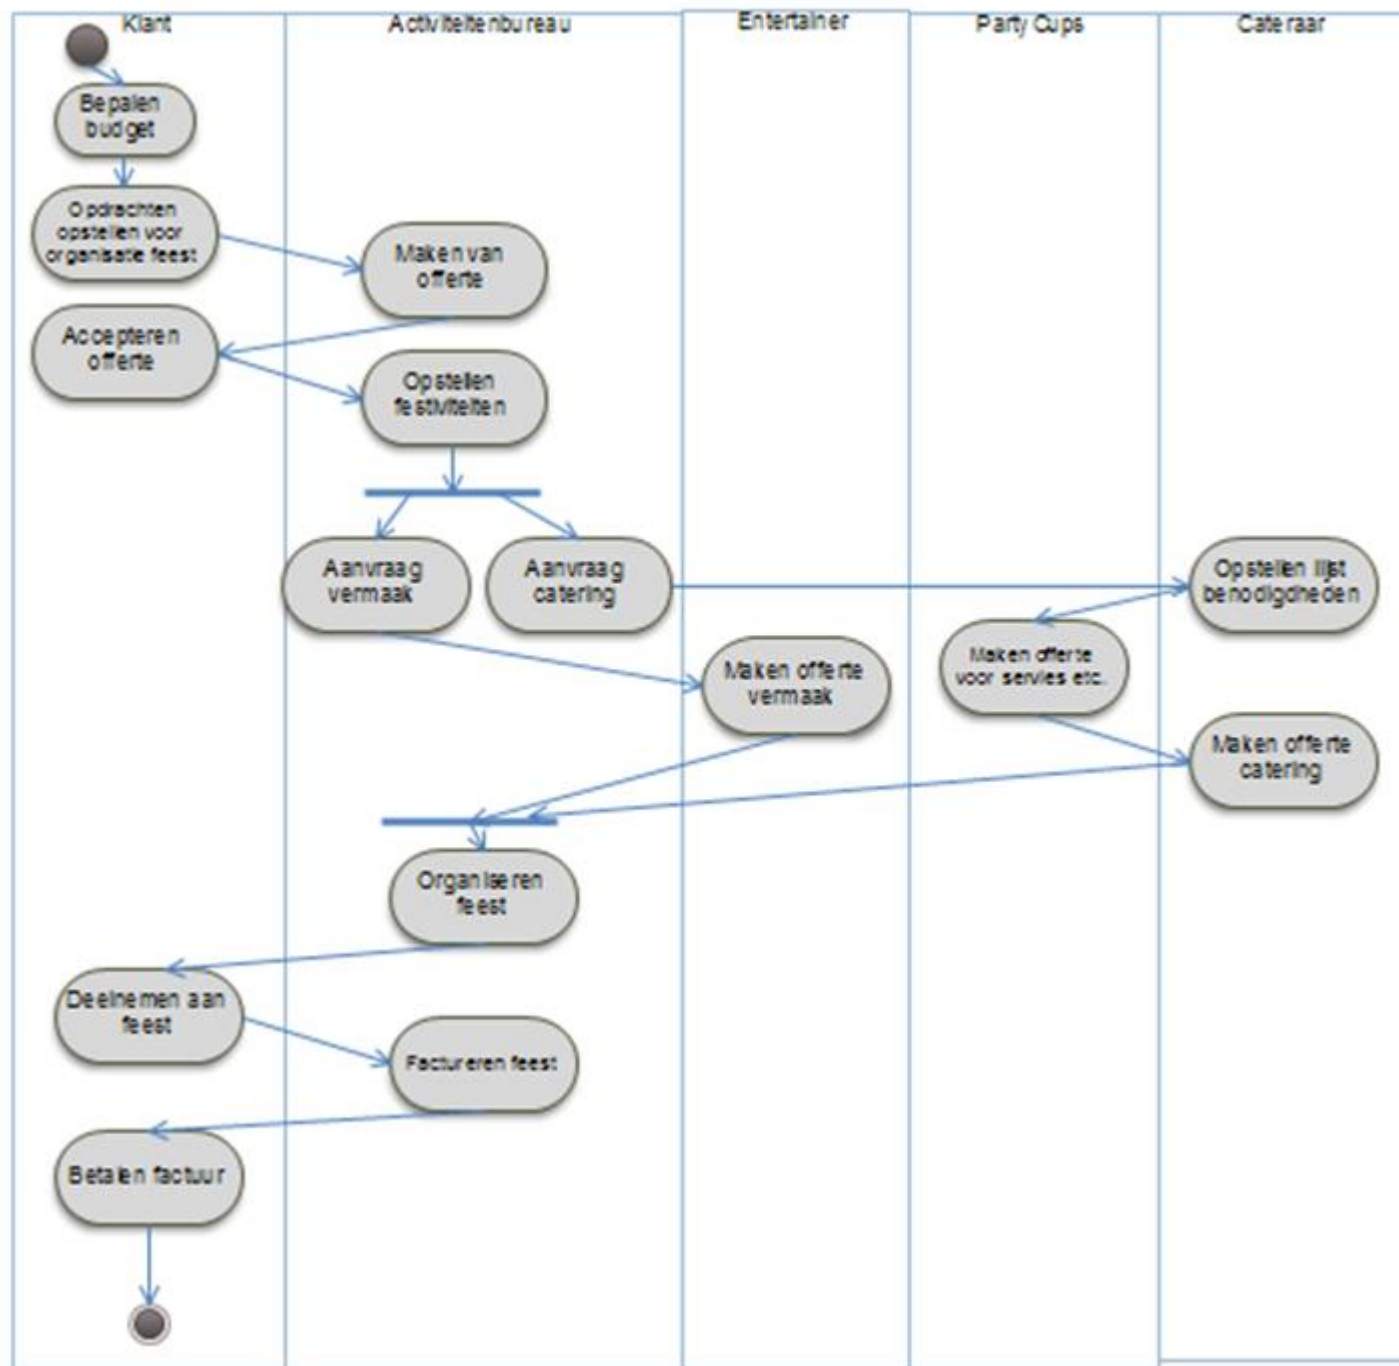 Klant
Activiteitenbureau
Entertainer
Party Cups
Cateraar
Bepalen
budget
Opdrachten
opstellen voor
organisatie feest
Maken van
offerte
Accepteren
offerte
Opstellen
festiviteiten
Aanvraag
vermaak
Aanvraag
catering
Opstellen lijst
benodigdheden
Maken offerte
vermaak
Maken offerte
voor servies etc.
Maken offerte
catering
Organiseren
feest
Deelnemen aan
feest
Factureren feest
Betalen factuur